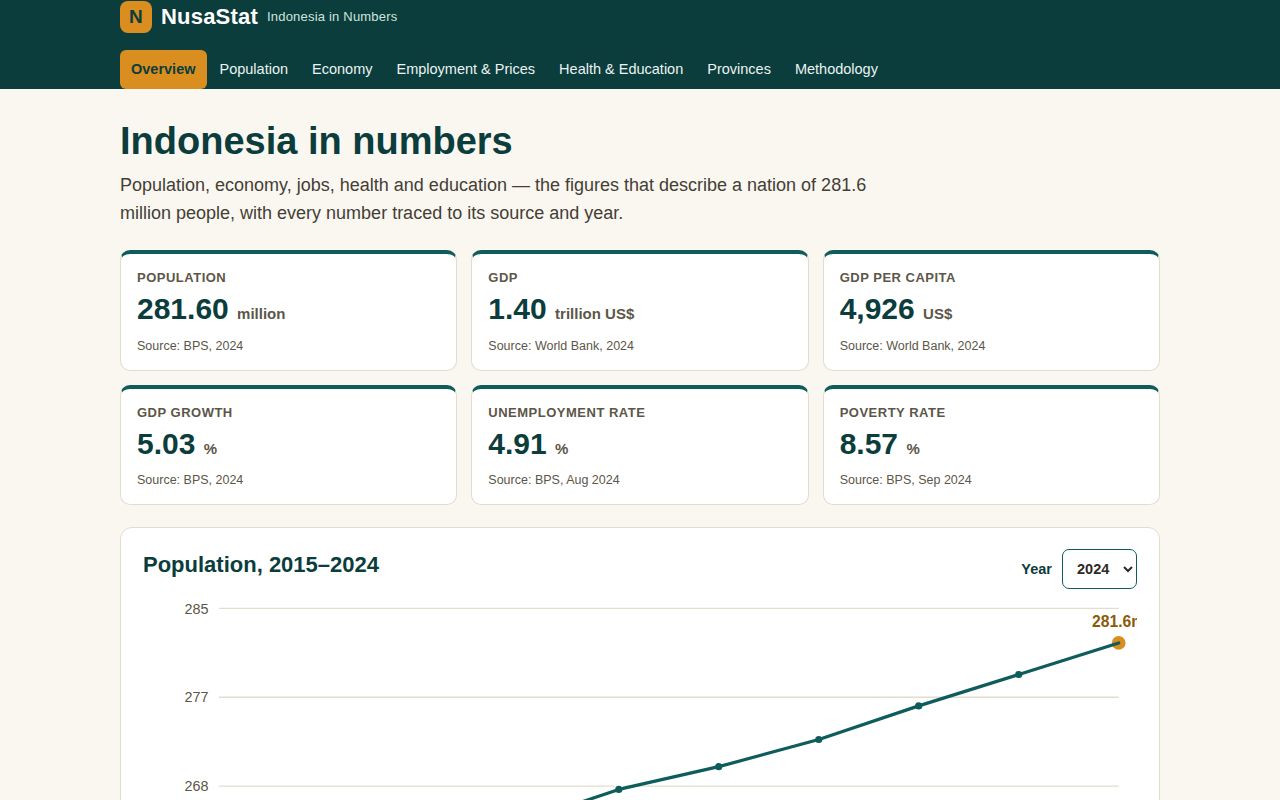 N NusaStat Indonesia in Numbers
Overview Population Economy Employment & Prices Health & Education Provinces Methodology
Indonesia in numbers
Population, economy, jobs, health and education — the figures that describe a nation of 281.6
million people, with every number traced to its source and year.
POPULATION
281.60 million
Source: BPS, 2024
GDP
1.40 trillion US$
Source: World Bank, 2024
GDP PER CAPITA
4,926 US$
Source: World Bank, 2024
GDP GROWTH
5.03 %
Source: BPS, 2024
UNEMPLOYMENT RATE
4.91 %
Source: BPS, Aug 2024
POVERTY RATE
8.57 %
Source: BPS, Sep 2024
Population, 2015–2024
Year 2024
285
281.6
277
268